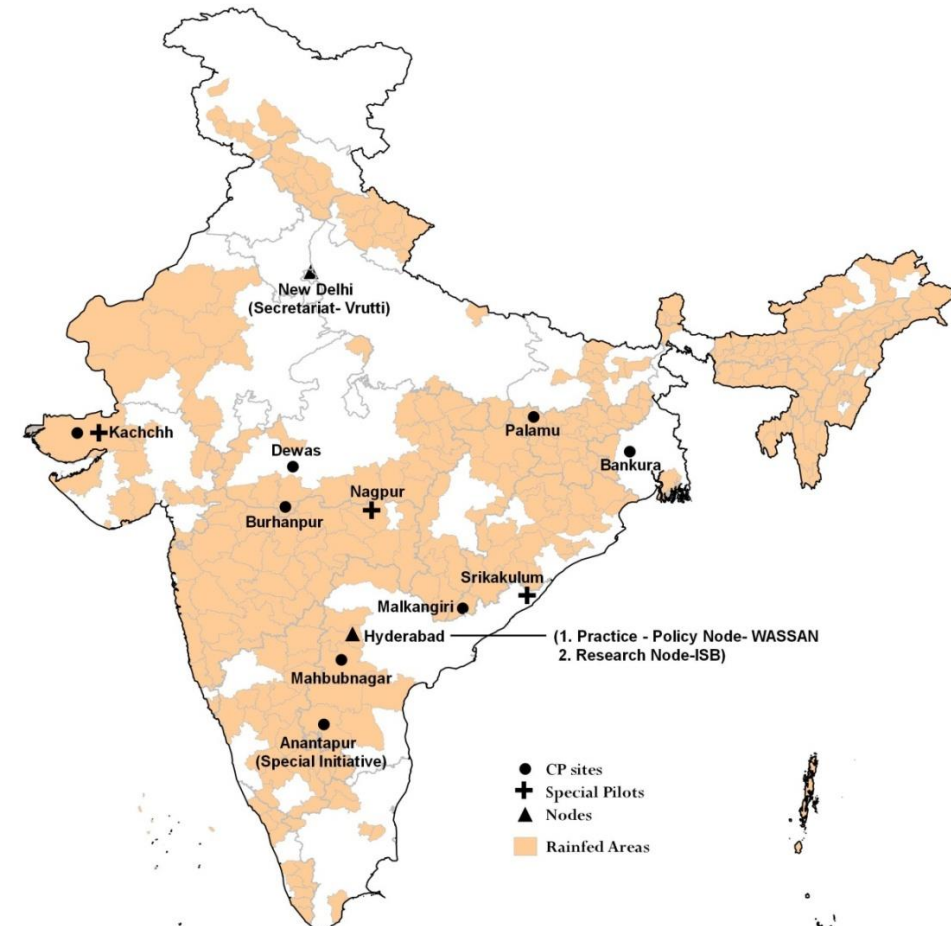 New Delhi
(Secretariat- Vrutti)
Kachchh
Palamu
Dewas
Bankura
Nagpur
Burhanpur
Srikakulum
Malkangiri
Hyderabad
(1. Practice - Policy Node- WASSAN
2. Research Node-ISB)
Mahbubnagar
Anantapur
(Special Initiative)
CP sites
Special Pilots
Nodes
Rainfed Areas